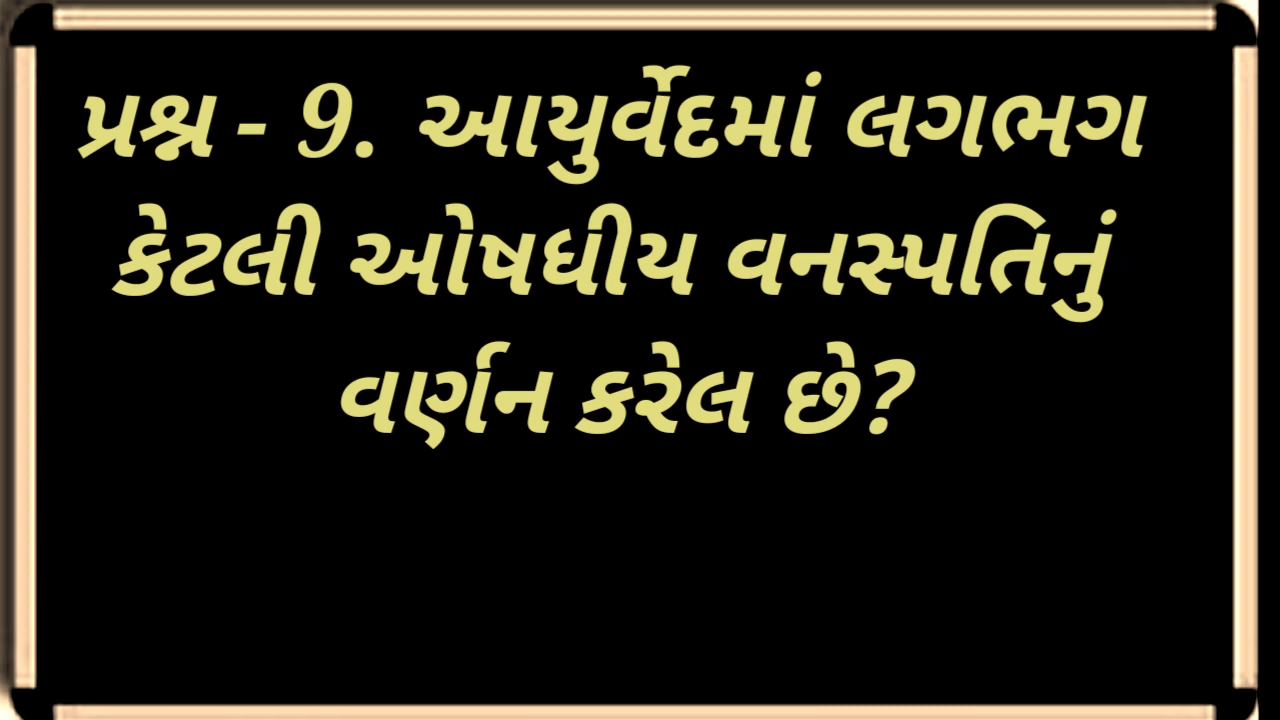 પ્રશ્ન - 9. આયુર્વેદમાં લગભગ
કેટલી ઓષધીય વનસ્પતિનું
વર્ણન કરેલ છે?